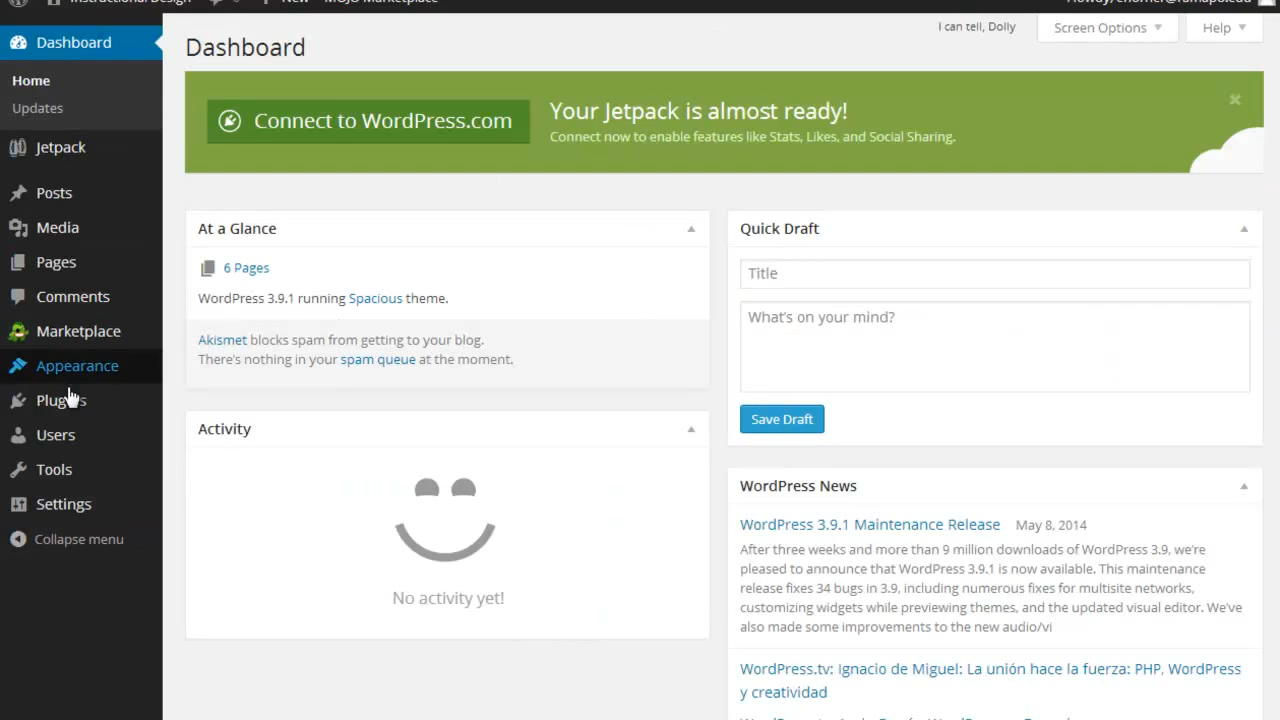 Instructional Design
New
MOJO Marketplace
Dashboard
Home
Updates
Jetpack
Posts
Media
Pages
Comments
Marketplace
Appearance
Plugins
Users
Tools
Settings
Collapse menu
I can tell, Dolly
Screen Options
Help
Dashboard
Connect to WordPress.com
Your Jetpack is almost ready!
Connect now to enable features like Stats, Likes, and Social Sharing.
At a Glance
6 Pages
WordPress 3.9.1 running Spacious theme.
Akismet blocks spam from getting to your blog.
There's nothing in your spam queue at the moment.
Activity
No activity yet!
Quick Draft
Title
What's on your mind?
Save Draft
WordPress News
WordPress 3.9.1 Maintenance Release May 8, 2014
After three weeks and more than 9 million downloads of WordPress 3.9, we're
pleased to announce that WordPress 3.9.1 is now available. This maintenance
release fixes 34 bugs in 3.9, including numerous fixes for multisite networks,
customizing widgets while previewing themes, and the updated visual editor. We've
also made some improvements to the new audio/vi
WordPress.tv: Ignacio de Miguel: La unión hace la fuerza: PHP, WordPress
y creatividad